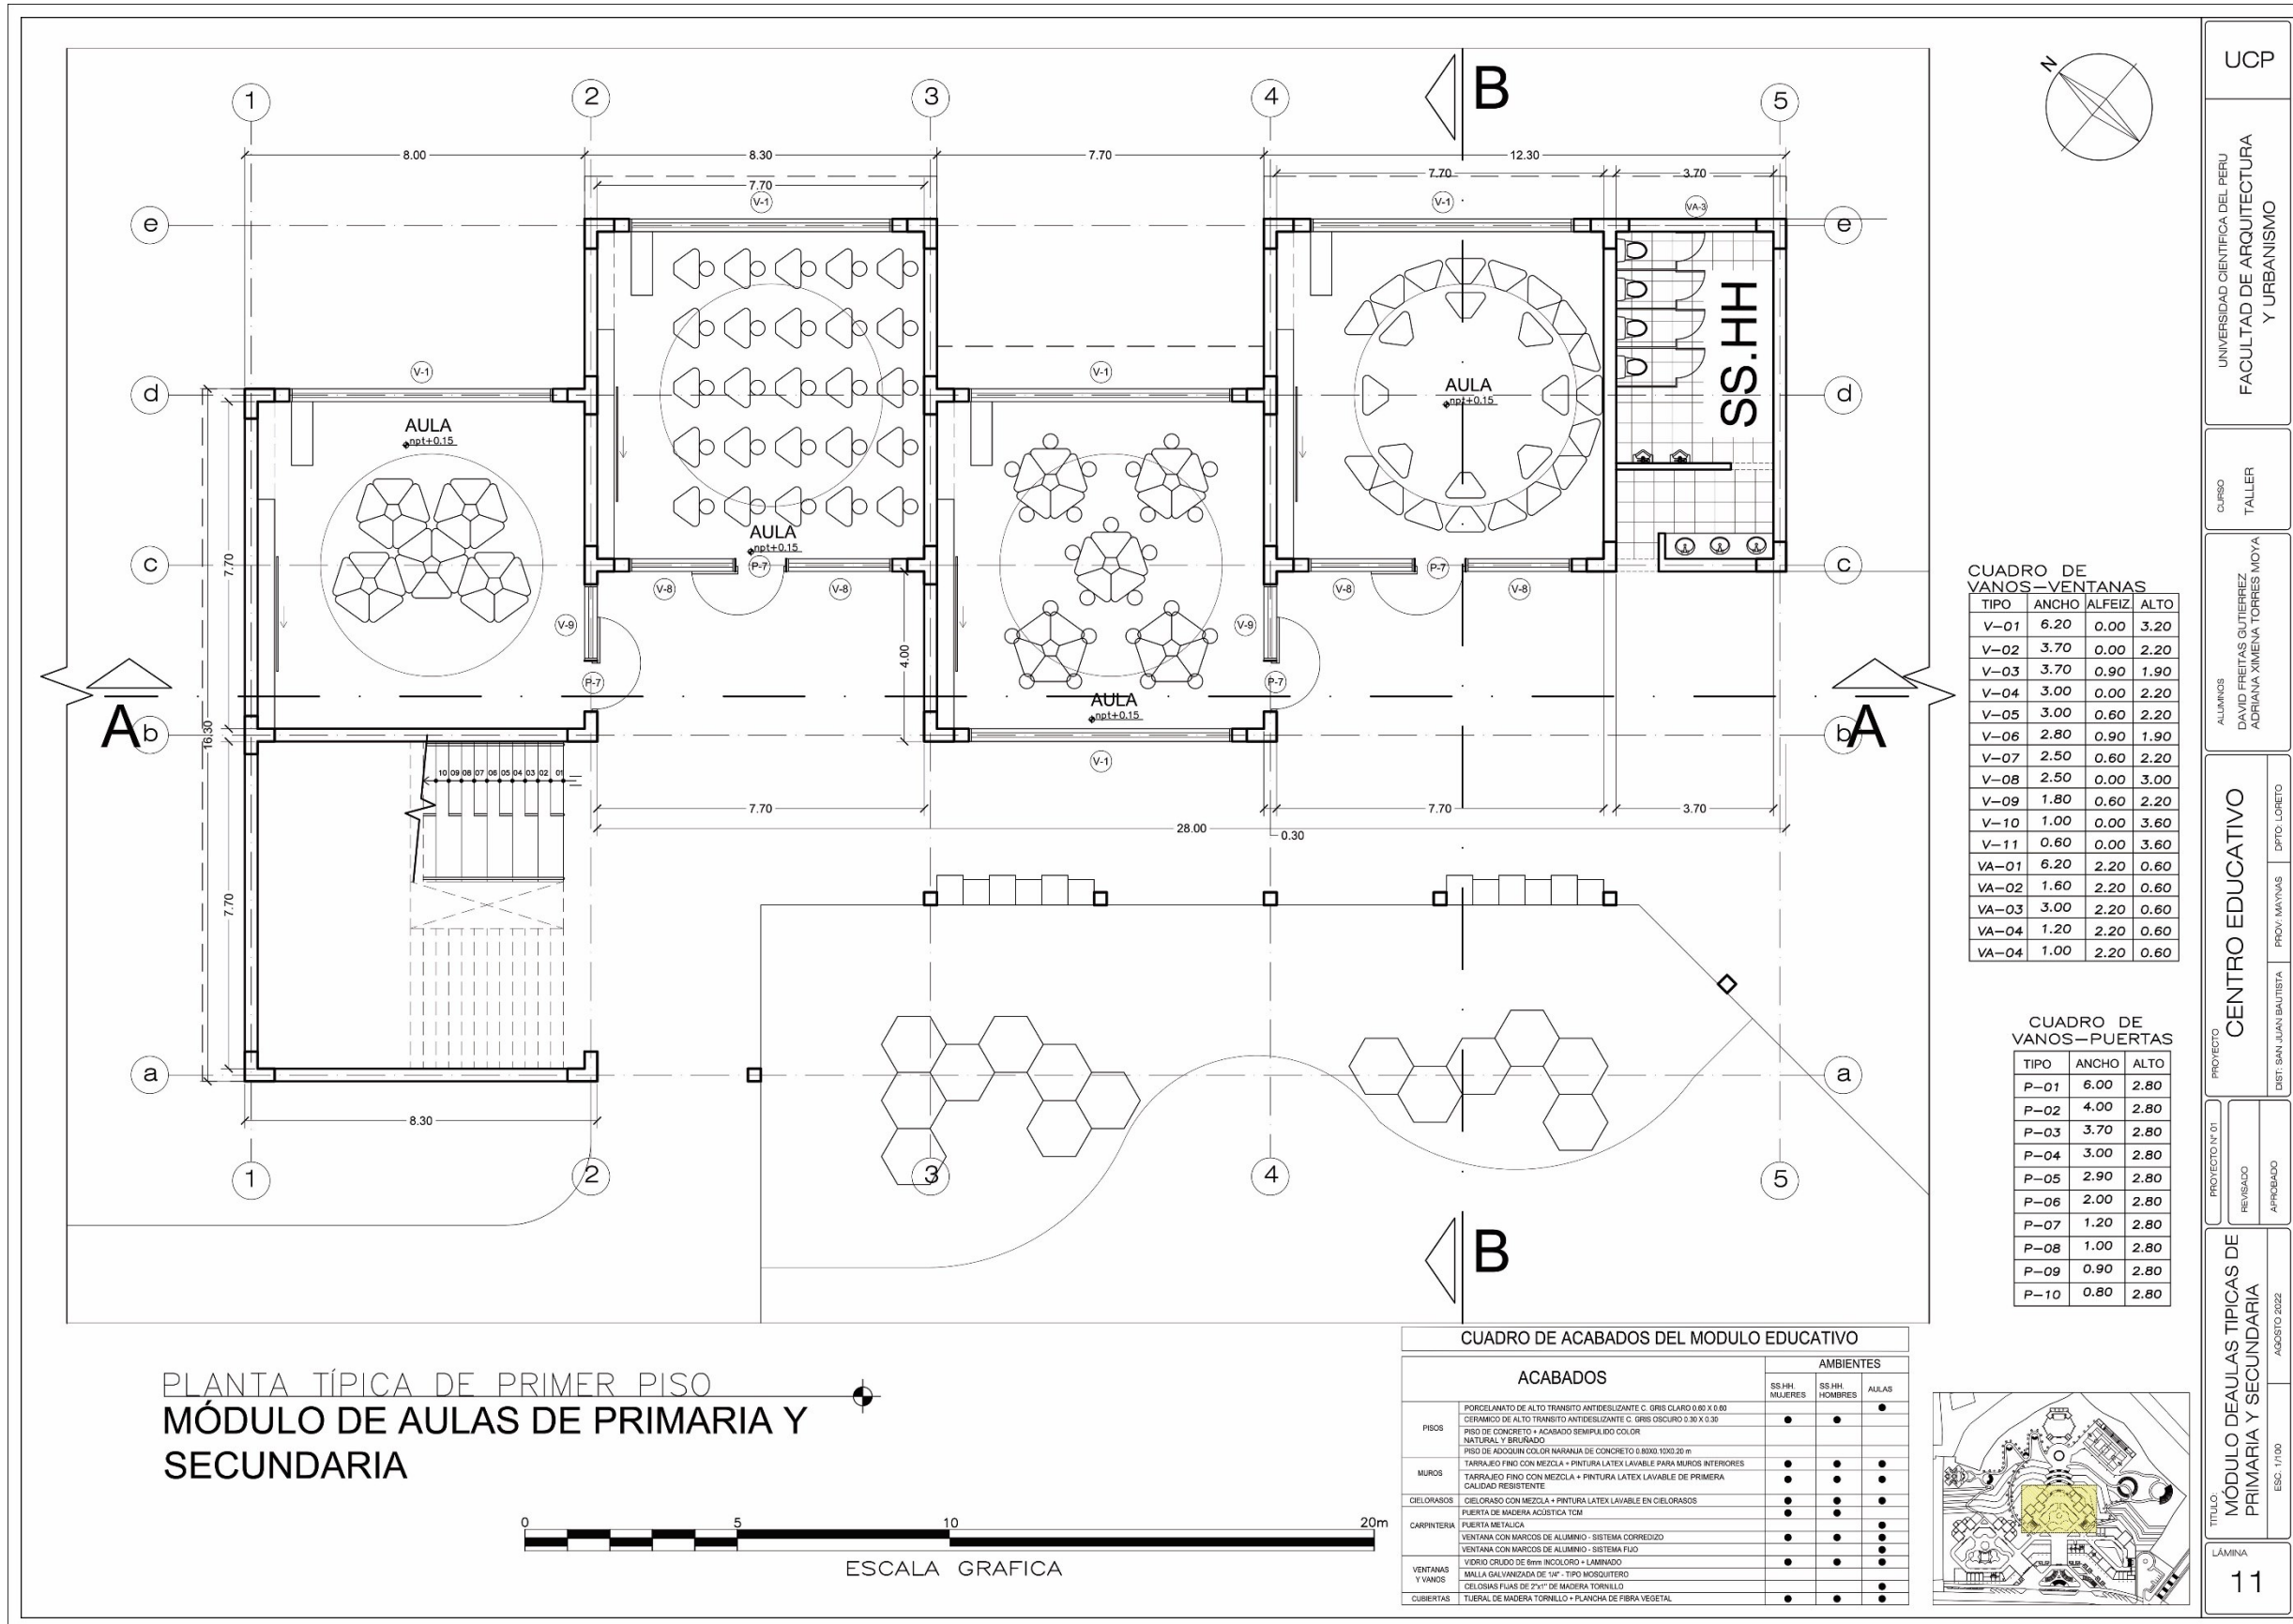 1
2
3
4
5
B
N
8.00
8.30
7.70
12.30
7.70
7.70
3.70
V-1
V-1
VA-3
e
e
SS.HH
V-1
V-1
d
d
AULA
npt+0.15
AULA
npt+0.15
AULA
npt+0.15
c
c
P-7
P-7
V-8
V-8
V-8
V-8
V-9
V-9
7.70
4.00
P-7
P-7
AULA
npt+0.15
A
A
b
b
16.30
V-1
10 09 08 07 06 05 04 03 02 01
7.70
7.70
3.70
28.00
0.30
7.70
a
a
8.30
1
2
3
4
5
B
CUADRO DE
VANOS-VENTANAS
TIPO ANCHO ALFEIZ. ALTO
V-01 6.20 0.00 3.20
V-02 3.70 0.00 2.20
V-03 3.70 0.90 1.90
V-04 3.00 0.00 2.20
V-05 3.00 0.60 2.20
V-06 2.80 0.90 1.90
V-07 2.50 0.60 2.20
V-08 2.50 0.00 3.00
V-09 1.80 0.60 2.20
V-10 1.00 0.00 3.60
V-11 0.60 0.00 3.60
VA-01 6.20 2.20 0.60
VA-02 1.60 2.20 0.60
VA-03 3.00 2.20 0.60
VA-04 1.20 2.20 0.60
VA-04 1.00 2.20 0.60
CUADRO DE
VANOS-PUERTAS
TIPO ANCHO ALTO
P-01 6.00 2.80
P-02 4.00 2.80
P-03 3.70 2.80
P-04 3.00 2.80
P-05 2.90 2.80
P-06 2.00 2.80
P-07 1.20 2.80
P-08 1.00 2.80
P-09 0.90 2.80
P-10 0.80 2.80
PLANTA TÍPICA DE PRIMER PISO
MÓDULO DE AULAS DE PRIMARIA Y
SECUNDARIA
0 5 10 20m
ESCALA GRAFICA
CUADRO DE ACABADOS DEL MODULO EDUCATIVO
ACABADOS
AMBIENTES
SS.HH. MUJERES
SS.HH. HOMBRES
AULAS
PISOS
PORCELANATO DE ALTO TRANSITO ANTIDESLIZANTE C. GRIS CLARO 0.60 X 0.60
CERAMICO DE ALTO TRANSITO ANTIDESLIZANTE C. GRIS OSCURO 0.30 X 0.30
PISO DE CONCRETO + ACABADO SEMIPULIDO COLOR
NATURAL Y BRUÑADO
PISO DE ADOQUIN COLOR NARANJA DE CONCRETO 0.80X0.10X0.20 m
MUROS
TARRAJEO FINO CON MEZCLA + PINTURA LATEX LAVABLE PARA MUROS INTERIORES
TARRAJEO FINO CON MEZCLA + PINTURA LATEX LAVABLE DE PRIMERA
CALIDAD RESISTENTE
CIELORASOS
CIELORASO CON MEZCLA + PINTURA LATEX LAVABLE EN CIELORASOS
CARPINTERIA
PUERTA DE MADERA ACÚSTICA TCM
PUERTA METALICA
VENTANA CON MARCOS DE ALUMINIO - SISTEMA CORREDIZO
VENTANA CON MARCOS DE ALUMINIO - SISTEMA FIJO
VENTANAS
Y VANOS
VIDRIO CRUDO DE 8mm INCOLORO + LAMINADO
MALLA GALVANIZADA DE 1/4" - TIPO MOSQUITERO
CELOSIAS FIJAS DE 2"x1" DE MADERA TORNILLO
CUBIERTAS
TIJERAL DE MADERA TORNILLO + PLANCHA DE FIBRA VEGETAL
UCP
UNIVERSIDAD CIENTIFICA DEL PERU
FACULTAD DE ARQUITECTURA
Y URBANISMO
CURSO
TALLER
ALUMNOS
DAVID FREITAS GUTIERREZ
ADRIANA XIMENA TORRES MOYA
PROYECTO
CENTRO EDUCATIVO
DIST: SAN JUAN BAUTISTA
PROV: MAYNAS
DPTO: LORETO
PROYECTO N° 01
REVISADO
APROBADO
TITULO:
MÓDULO DEAULAS TIPICAS DE
PRIMARIA Y SECUNDARIA
ESC. 1/100
AGOSTO 2022
LÁMINA
11